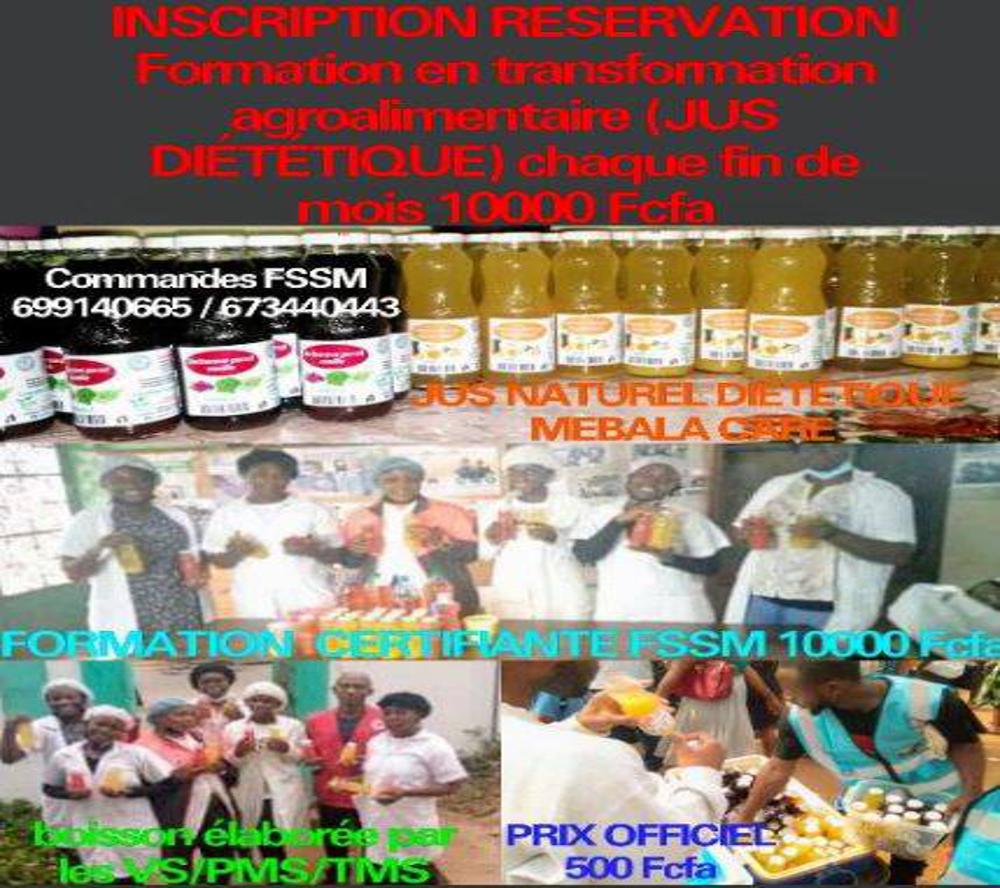 INSCRIPTION RESERVATION
Formation en transformation
agroalimentaire (JUS
DIÉTÉTIQUE) chaque fin de
mois 10000 Fcfa
Commandes FSSM
699140665 / 673440443
JUS NATUREL DIÉTÉTIQUE
MEBALA CARE
FORMATION CERTIFIANTE FSSM 10000 Fcfa
boisson élaborée par
les VS/PMS/TMS
PRIX OFFICIEL
500 Fcfa